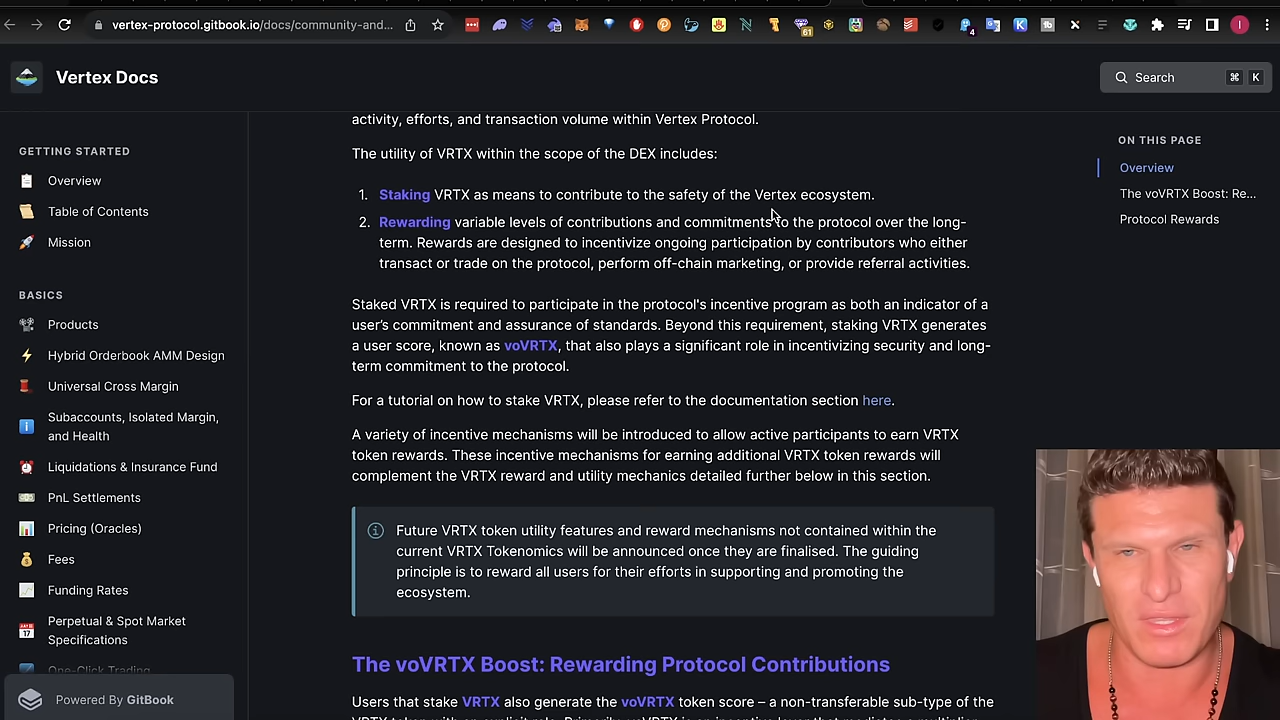 vertex-protocol.gitbook.io/docs/community-and...
61
4
Vertex Docs
Search
⌘
K
GETTING STARTED
Overview
Table of Contents
Mission
BASICS
Products
Hybrid Orderbook AMM Design
Universal Cross Margin
Subaccounts, Isolated Margin,
and Health
Liquidations & Insurance Fund
PnL Settlements
Pricing (Oracles)
Fees
Funding Rates
Perpetual & Spot Market
Specifications
One-Click Trading
Powered By GitBook
activity, efforts, and transaction volume within Vertex Protocol.
The utility of VRTX within the scope of the DEX includes:
1. Staking VRTX as means to contribute to the safety of the Vertex ecosystem.
2. Rewarding variable levels of contributions and commitments to the protocol over the long-
term. Rewards are designed to incentivize ongoing participation by contributors who either
transact or trade on the protocol, perform off-chain marketing, or provide referral activities.
Staked VRTX is required to participate in the protocol's incentive program as both an indicator of a
user's commitment and assurance of standards. Beyond this requirement, staking VRTX generates
a user score, known as voVRTX, that also plays a significant role in incentivizing security and long-
term commitment to the protocol.
For a tutorial on how to stake VRTX, please refer to the documentation section here.
A variety of incentive mechanisms will be introduced to allow active participants to earn VRTX
token rewards. These incentive mechanisms for earning additional VRTX token rewards will
complement the VRTX reward and utility mechanics detailed further below in this section.
Future VRTX token utility features and reward mechanisms not contained within the
current VRTX Tokenomics will be announced once they are finalised. The guiding
principle is to reward all users for their efforts in supporting and promoting the
ecosystem.
The voVRTX Boost: Rewarding Protocol Contributions
Users that stake VRTX also generate the voVRTX token score – a non-transferable sub-type of the
ON THIS PAGE
Overview
The voVRTX Boost: Re...
Protocol Rewards